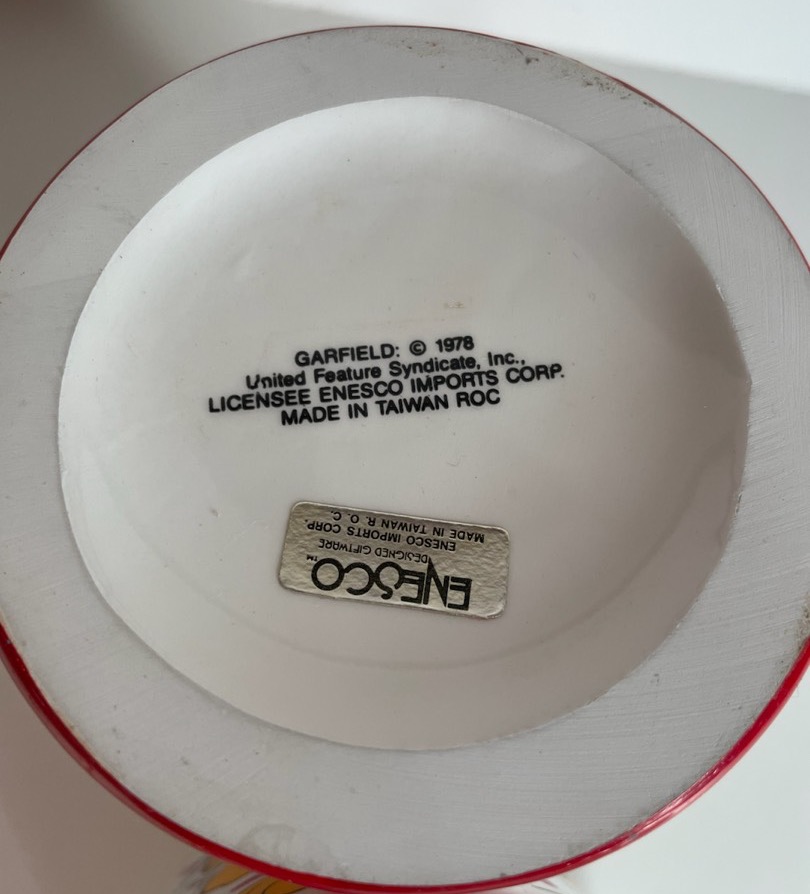 GARFIELD: © 1978
United Feature Syndicate, Inc.,
LICENSEE ENESCO IMPORTS CORP.
MADE IN TAIWAN ROC
ENESCO™
DESIGNED GIFTWARE
ENESCO IMPORTS CORP.
MADE IN TAIWAN R. O. C.